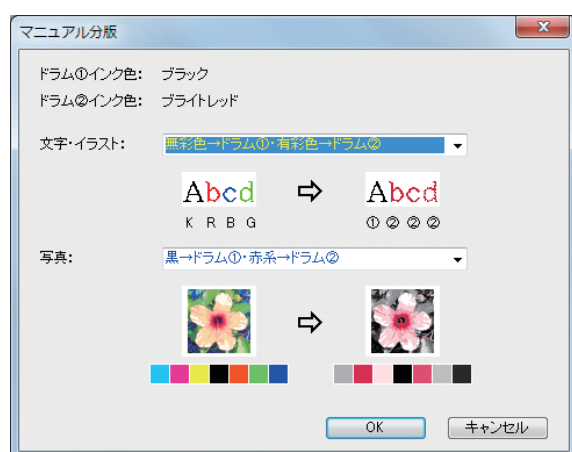 マニュアル分版
ドラム①インク色: ブラック
ドラム②インク色: ブライトレッド
文字・イラスト: 無彩色→ドラム①・有彩色→ドラム②
Abcd ⇨ Abcd
K R B G ① ② ② ②
写真: 黒→ドラム①・赤系→ドラム②
OK キャンセル